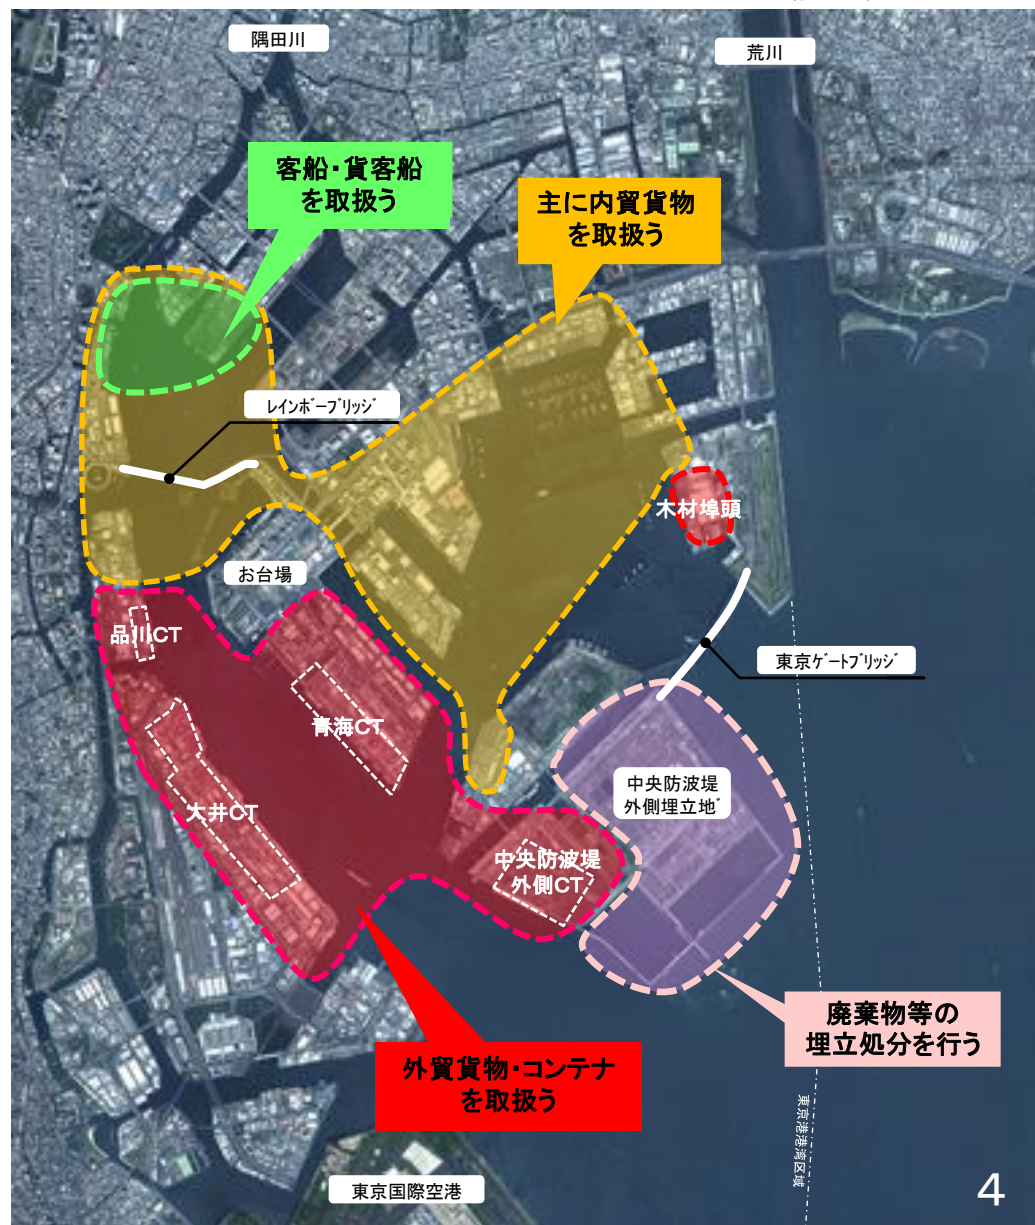 隅田川
荒川
客船・貨客船
を取扱う
主に内貿貨物
を取扱う
レインボーブリッジ
木材埠頭
お台場
品川CT
東京ゲートブリッジ
青海CT
中央防波堤
外側埋立地
大井CT
中央防波堤
外側CT
廃棄物等の
埋立処分を行う
外貿貨物・コンテナ
を取扱う
東京港港湾区域
東京国際空港
4